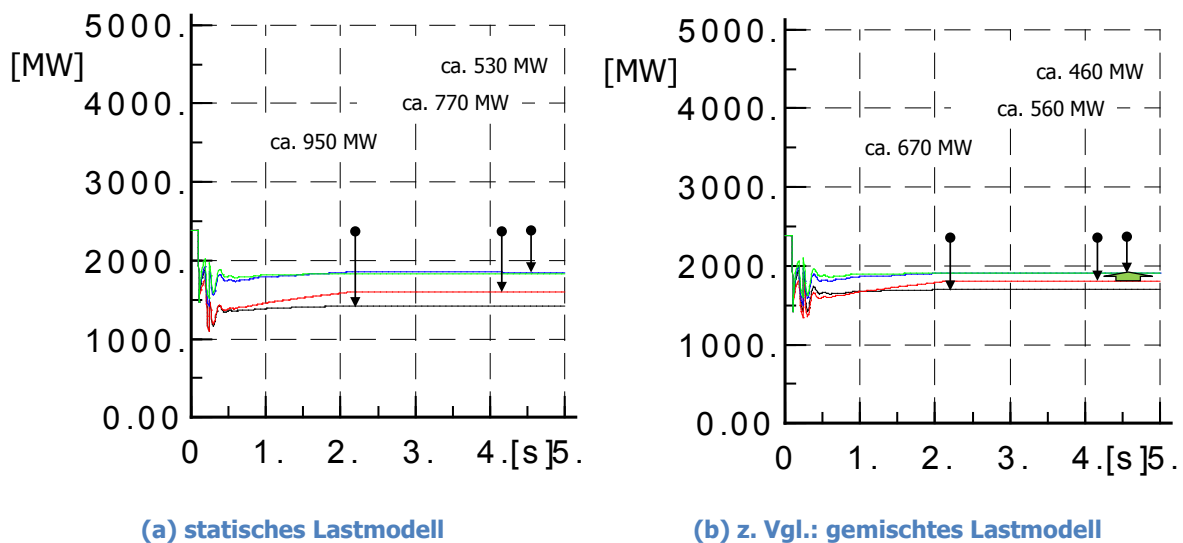 5000.
[MW]
ca. 530 MW
4000.
ca. 770 MW
ca. 950 MW
3000.
2000.
1000.
0.00
0 1. 2. 3. 4.[s]5.
(a) statisches Lastmodell
5000.
[MW]
ca. 460 MW
4000.
ca. 560 MW
ca. 670 MW
3000.
2000.
1000.
0.00
0 1. 2. 3. 4.[s]5.
(b) z. Vgl.: gemischtes Lastmodell